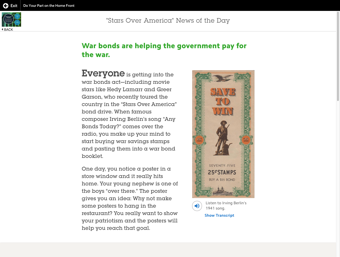 Exit
Do Your Part on the Home Front
BACK
"Stars Over America" News of the Day
War bonds are helping the government pay for
the war.
Everyone is getting into the
war bonds act—including movie
stars like Hedy Lamarr and Greer
Garson, who recently toured the
country in the "Stars Over America"
bond drive. When famous
composer Irving Berlin's song "Any
Bonds Today?" comes over the
radio, you make up your mind to
start buying war savings stamps
and pasting them into a war bond
booklet.
One day, you notice a poster in a
store window and it really hits
home. Your young nephew is one of
the boys "over there." The poster
gives you an idea: Why not make
some posters to hang in the
restaurant? You really want to show
your patriotism and the posters will
help you reach that goal.
SAVE
TO
WIN
25¢ STAMPS
Listen to Irving Berlin's
1941 song.
Show Transcript